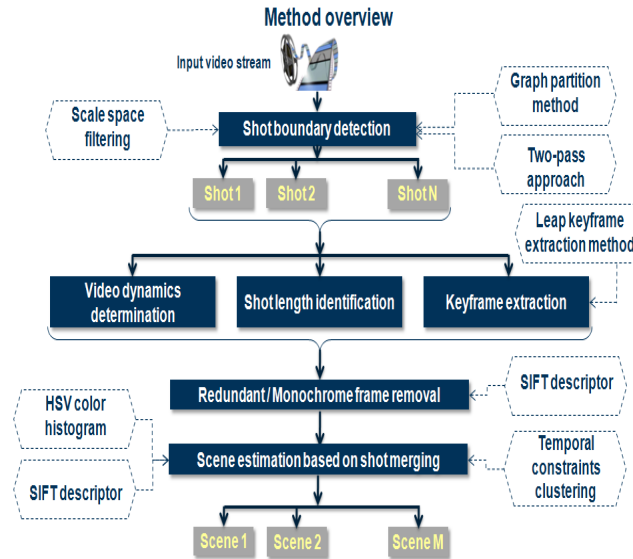 Method overview
Input video stream
Graph partition
method
Scale space
filtering
Shot boundary detection
Two-pass
approach
Shot 1
Shot 2
Shot N
Leap keyframe
extraction method
Video dynamics
determination
Shot length identification
Keyframe extraction
Redundant / Monochrome frame removal
SIFT descriptor
HSV color
histogram
Scene estimation based on shot merging
Temporal
constraints
clustering
SIFT descriptor
Scene 1
Scene 2
Scene M